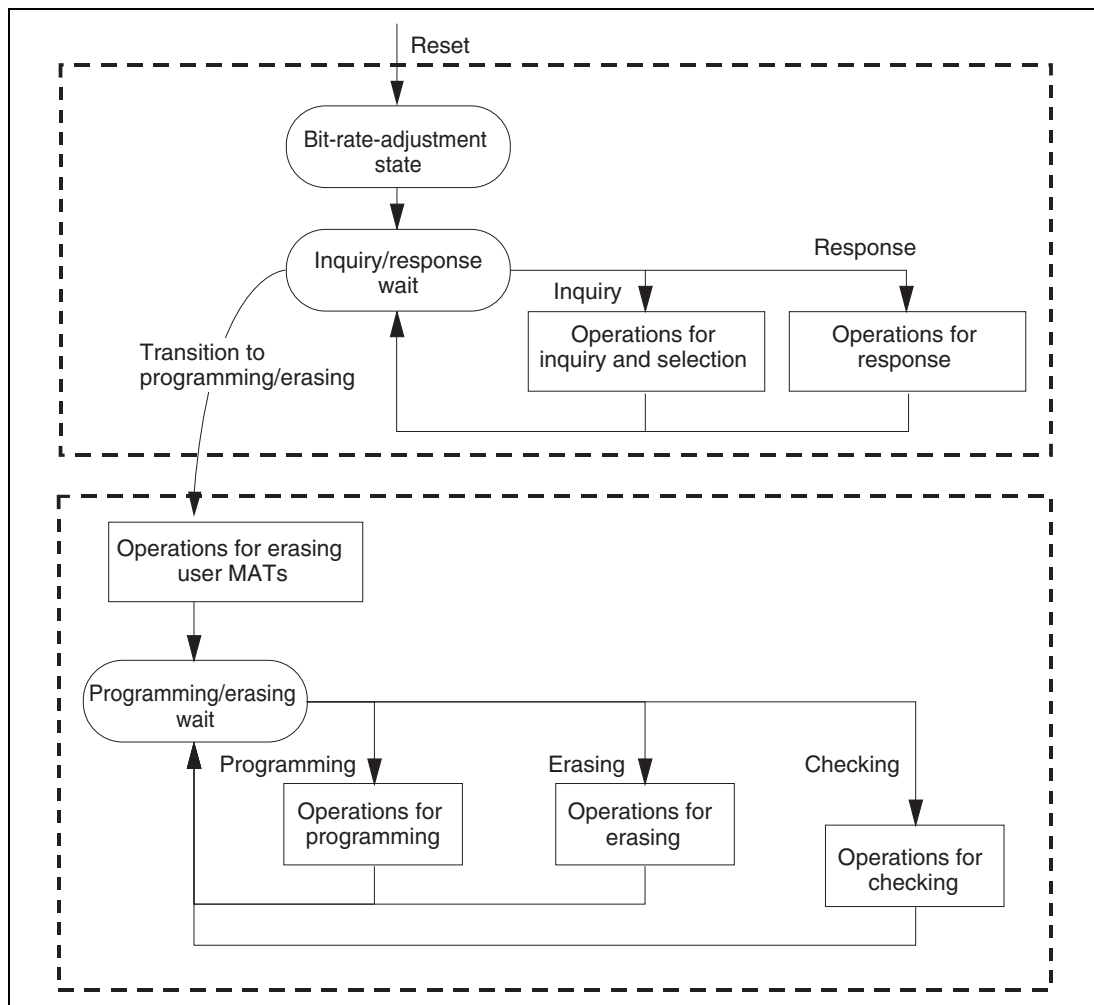 Reset
Bit-rate-adjustment
state
Inquiry/response
wait
Response
Inquiry
Operations for
inquiry and selection
Operations for
response
Transition to
programming/erasing
Operations for erasing
user MATs
Programming/erasing
wait
Programming
Erasing
Checking
Operations for
programming
Operations for
erasing
Operations for
checking